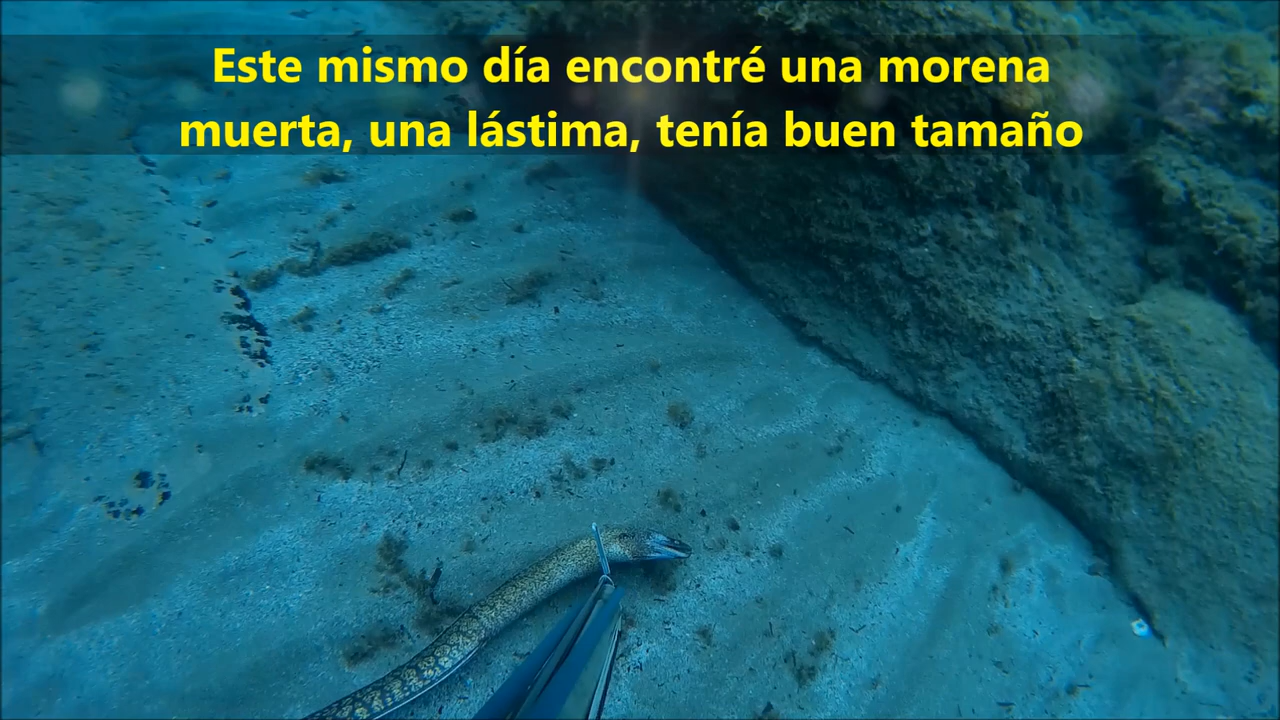 Este mismo día encontré una morena
muerta, una lástima, tenía buen tamaño